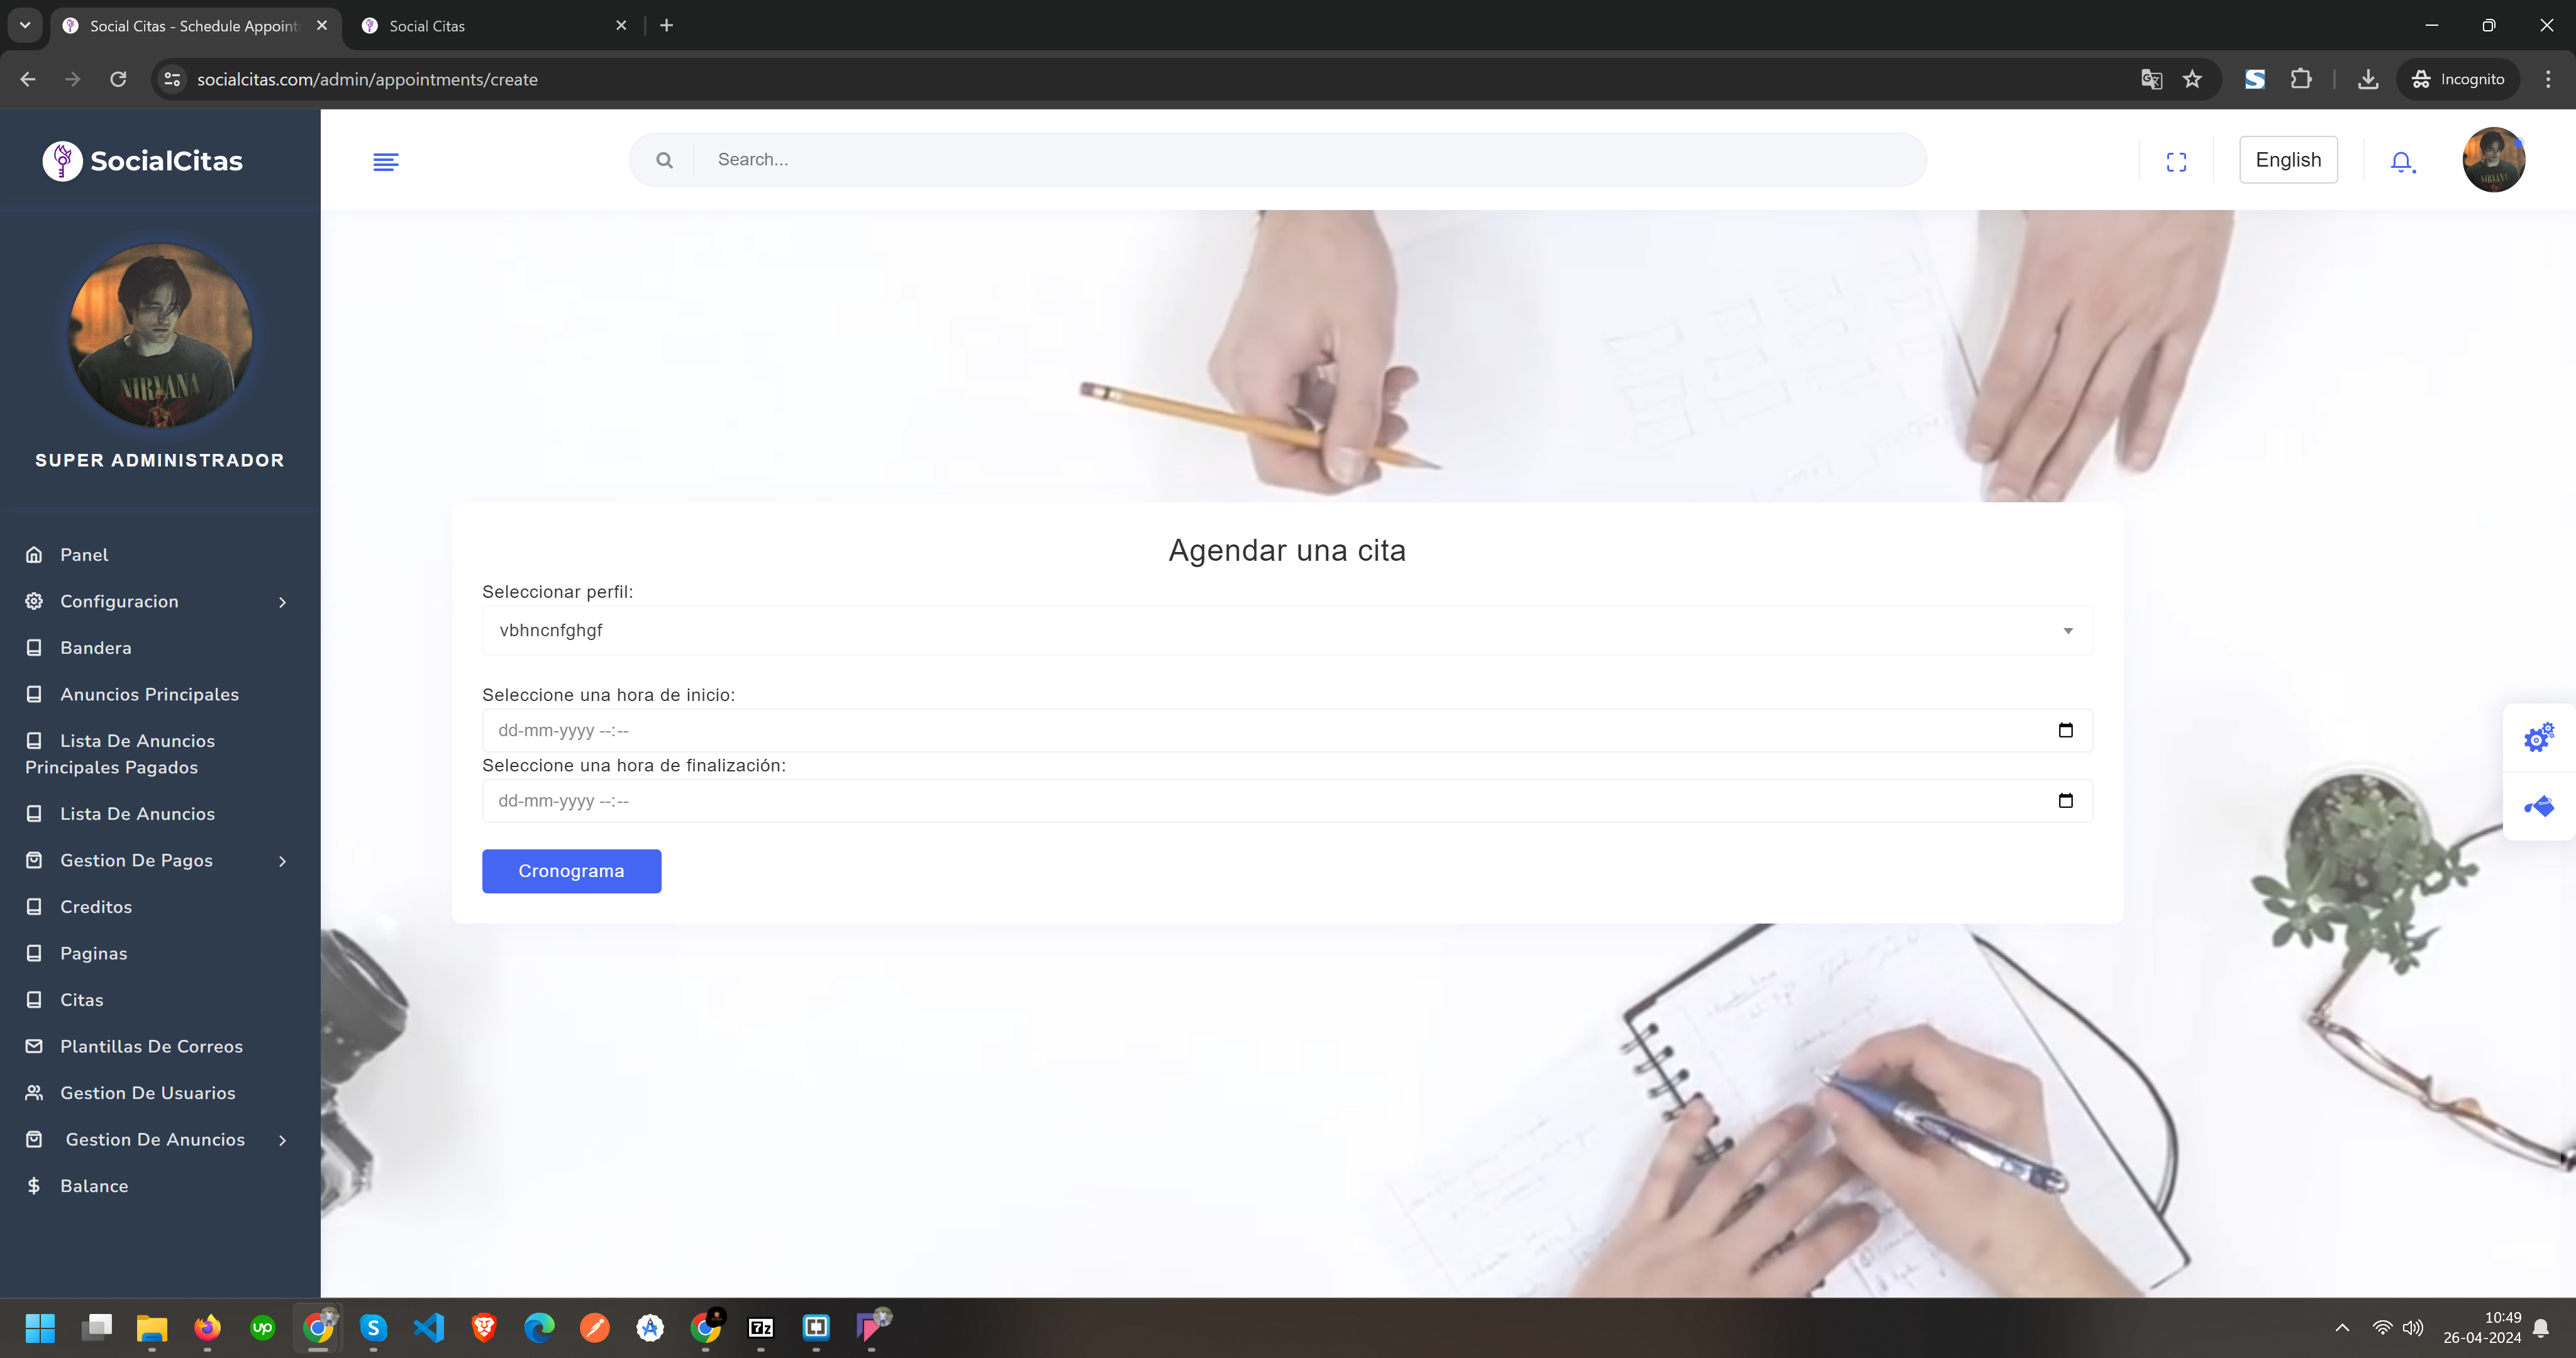 Social Citas - Schedule Appoint
Social Citas
socialcitas.com/admin/appointments/create
Incognito
SocialCitas
Search...
English
NIRVANA
SUPER ADMINISTRADOR
Panel
Configuracion
Bandera
Anuncios Principales
Lista De Anuncios
Principales Pagados
Lista De Anuncios
Gestion De Pagos
Creditos
Paginas
Citas
Plantillas De Correos
Gestion De Usuarios
Gestion De Anuncios
Balance
Agendar una cita
Seleccionar perfil:
vbhncnfghgf
Seleccione una hora de inicio:
dd-mm-yyyy --:--
Seleccione una hora de finalización:
dd-mm-yyyy --:--
Cronograma
up
S
7z
10:49
26-04-2024